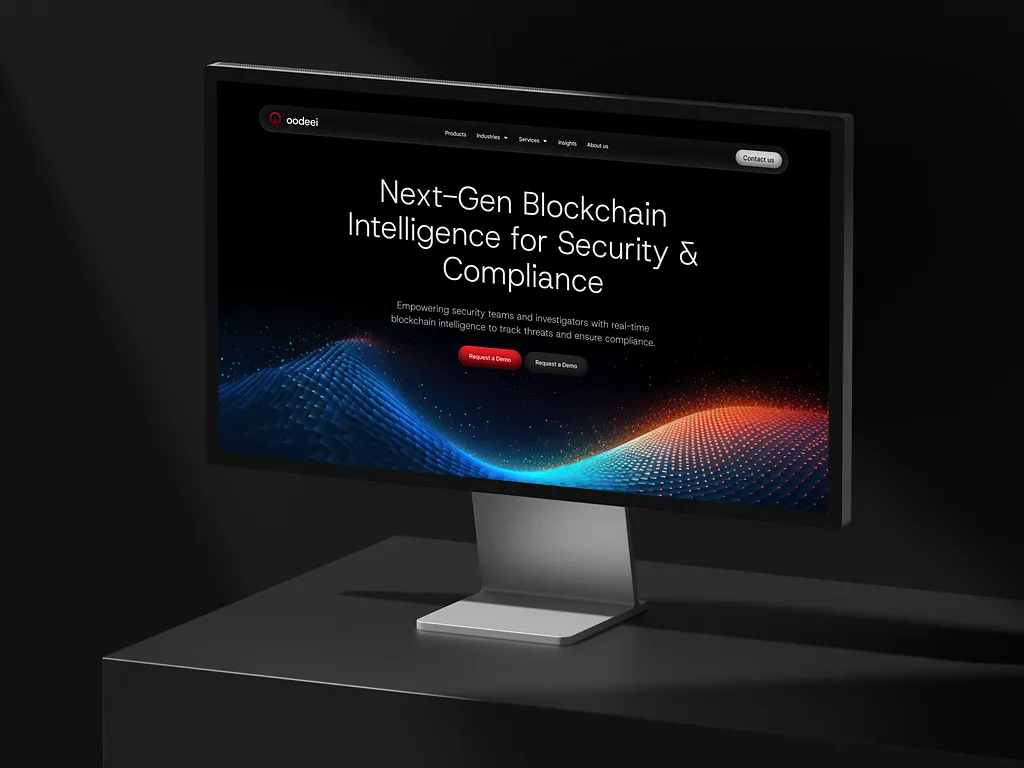 oodeei
Products Industries Services Insights About us
Contact us
Next-Gen Blockchain
Intelligence for Security &
Compliance
Empowering security teams and investigators with real-time
blockchain intelligence to track threats and ensure compliance.
Request a Demo Request a Demo